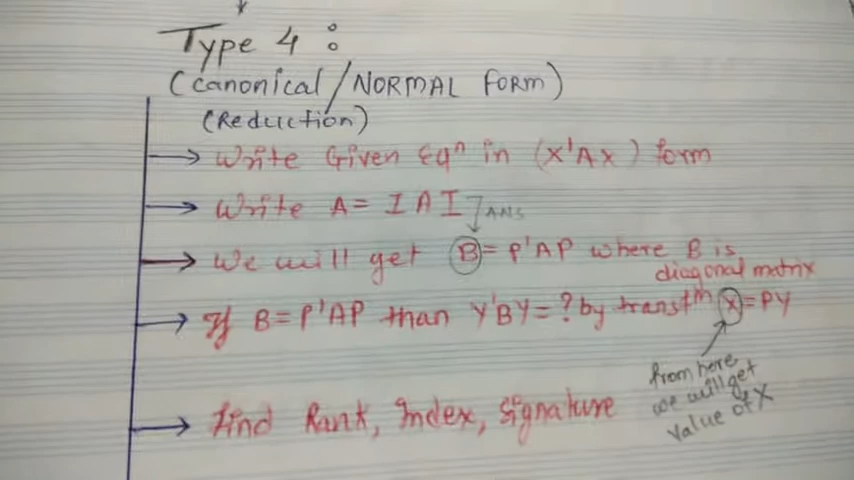 Type 4 :
(Canonical / NORMAL form)
(Reduction)
→ Write Given Eqⁿ in (X'AX) form
→ Write A = I A I ] ANS
→ We will get B = P'AP where B is
diagonal matrix
→ If B = P'AP than Y'BY = ? by transfᵐ X = PY
from here
we will get
value of X
→ find Rank, Index, Signature